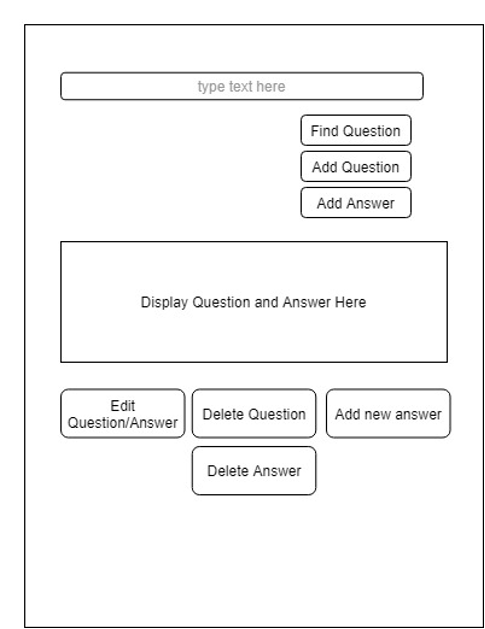 type text here
Find Question
Add Question
Add Answer
Display Question and Answer Here
Edit
Question/Answer
Delete Question
Add new answer
Delete Answer